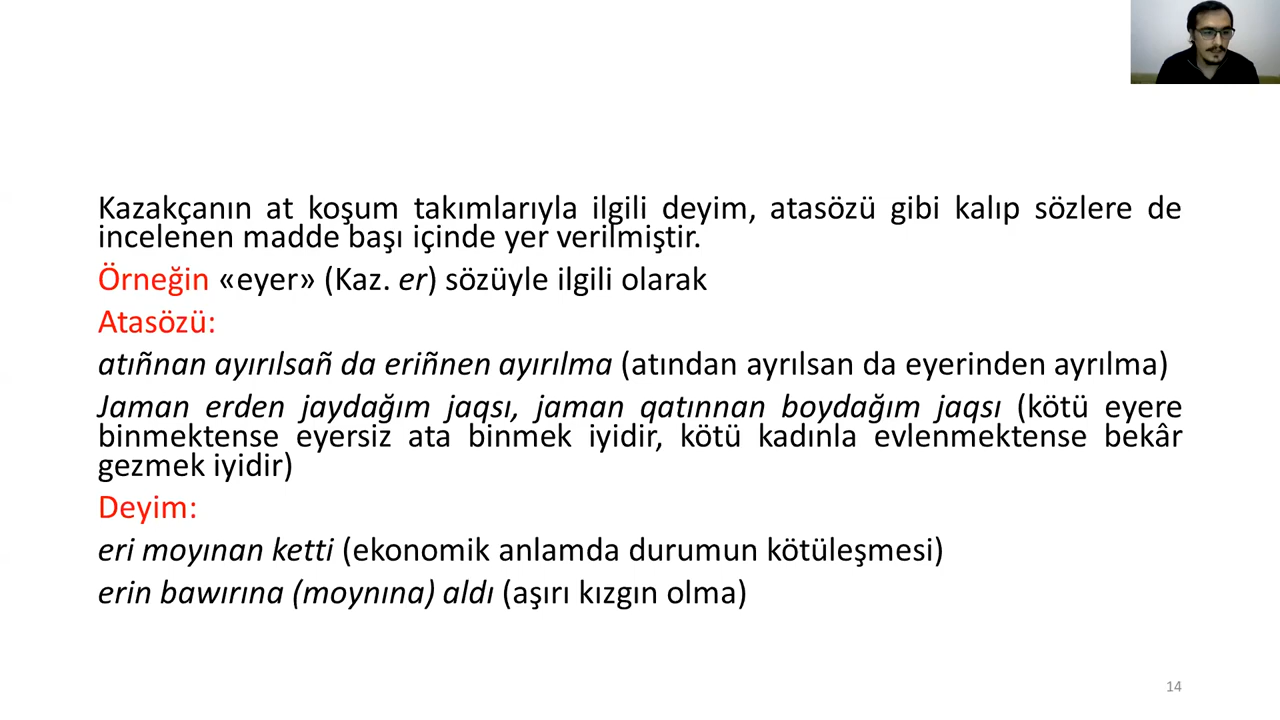 Kazakçanın at koşum takımlarıyla ilgili deyim, atasözü gibi kalıp sözlere de
incelenen madde başı içinde yer verilmiştir.
Örneğin «eyer» (Kaz. er) sözüyle ilgili olarak
Atasözü:
atıñnan ayırılsañ da eriñnen ayırılma (atından ayrılsan da eyerinden ayrılma)
Jaman erden jaydağım jaqsı, jaman qatınnan boydağım jaqsı (kötü eyere
binmektense eyersiz ata binmek iyidir, kötü kadınla evlenmektense bekâr
gezmek iyidir)
Deyim:
eri moyınan ketti (ekonomik anlamda durumun kötüleşmesi)
erin bawırına (moynına) aldı (aşırı kızgın olma)
14